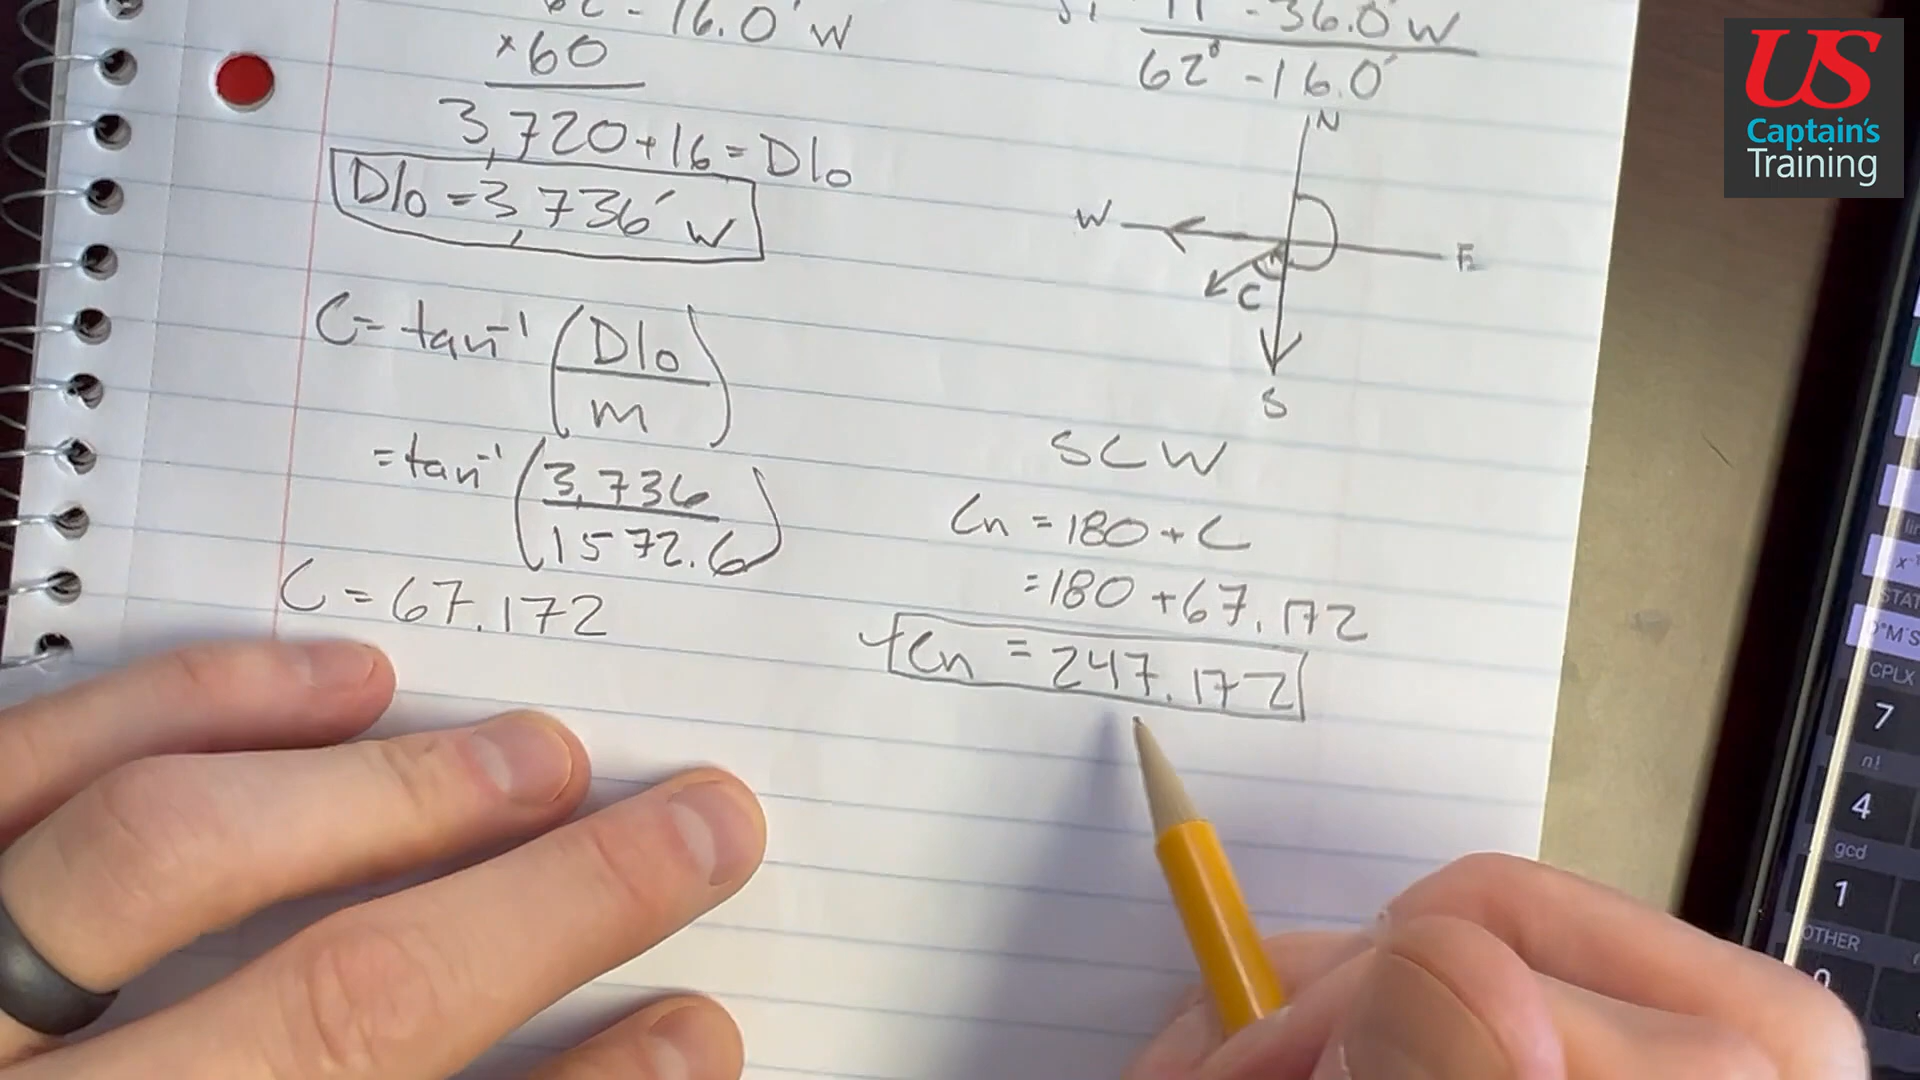 62° - 16.0' W
×60
3,720+16=Dlo
Dlo=3,736' W
C= tan⁻¹ (Dlo/m)
=tan⁻¹ (3,736/1572.6)
C=67.172
36.0'W
62° -16.0'
N
W
E
C
S
SCW
Cn =180+C
=180 +67.172
Cn = 247.172
US
Captain's
Training
STAT
CPLX
7
n!
4
gcd
1
OTHER